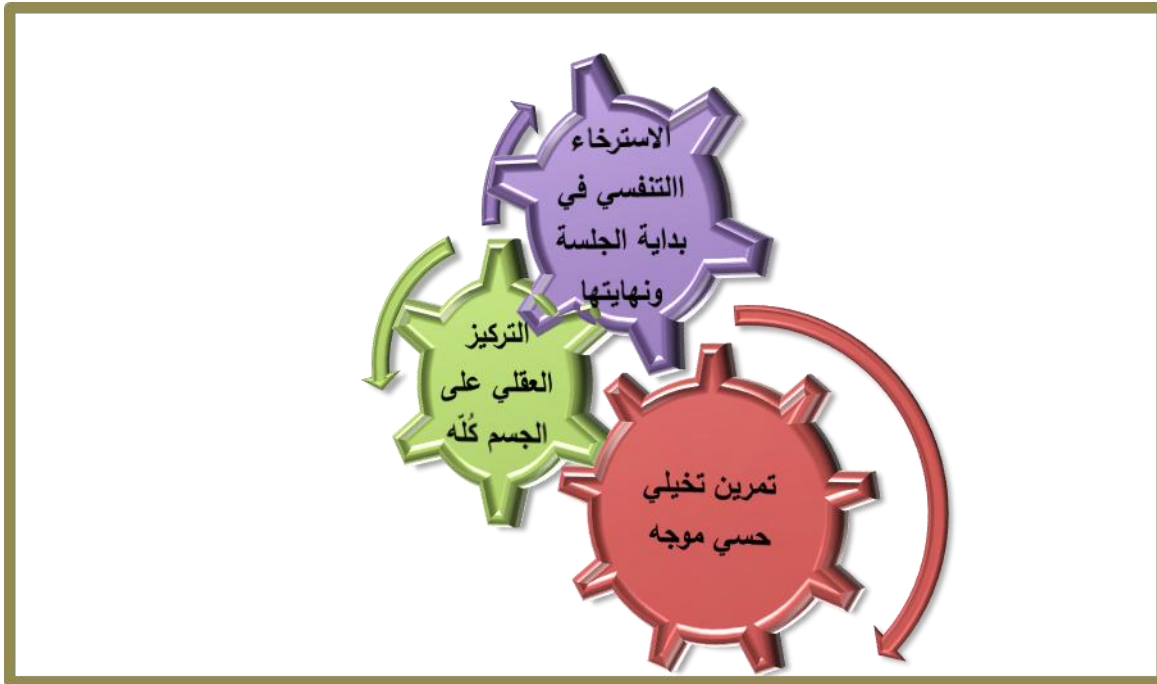 الاسترخاء
االتنفسي في
بداية الجلسة
ونهايتها
التركيز
العقلي على
الجسم كُلّه
تمرين تخيلي
حسي موجه